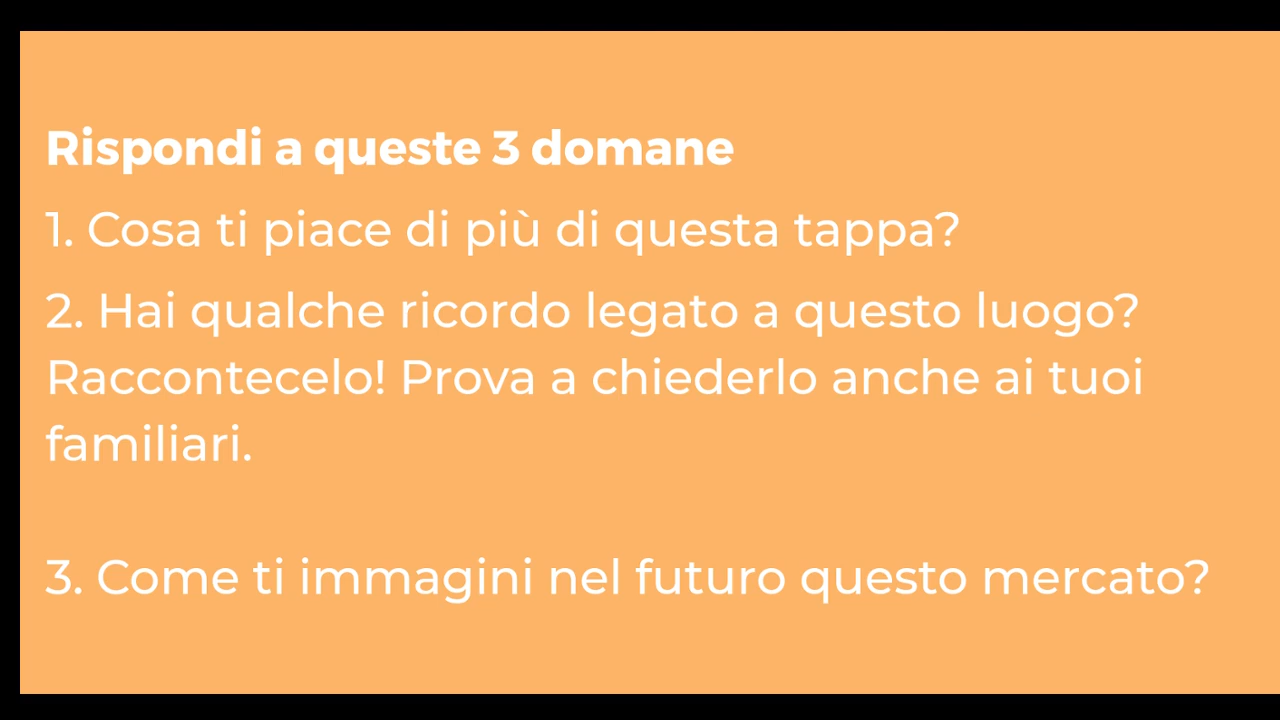 Rispondi a queste 3 domane
1. Cosa ti piace di più di questa tappa?
2. Hai qualche ricordo legato a questo luogo?
Raccontecelo! Prova a chiederlo anche ai tuoi
familiari.
3. Come ti immagini nel futuro questo mercato?